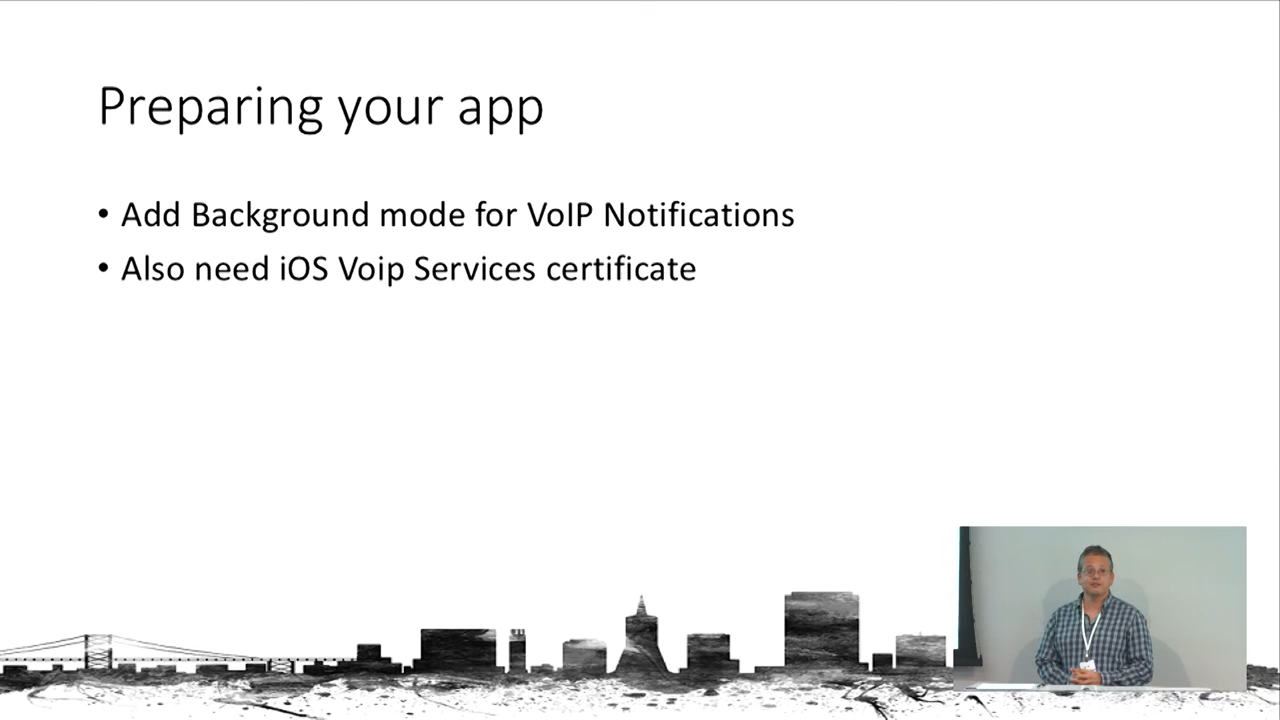 Preparing your app
• Add Background mode for VoIP Notifications
• Also need iOS Voip Services certificate